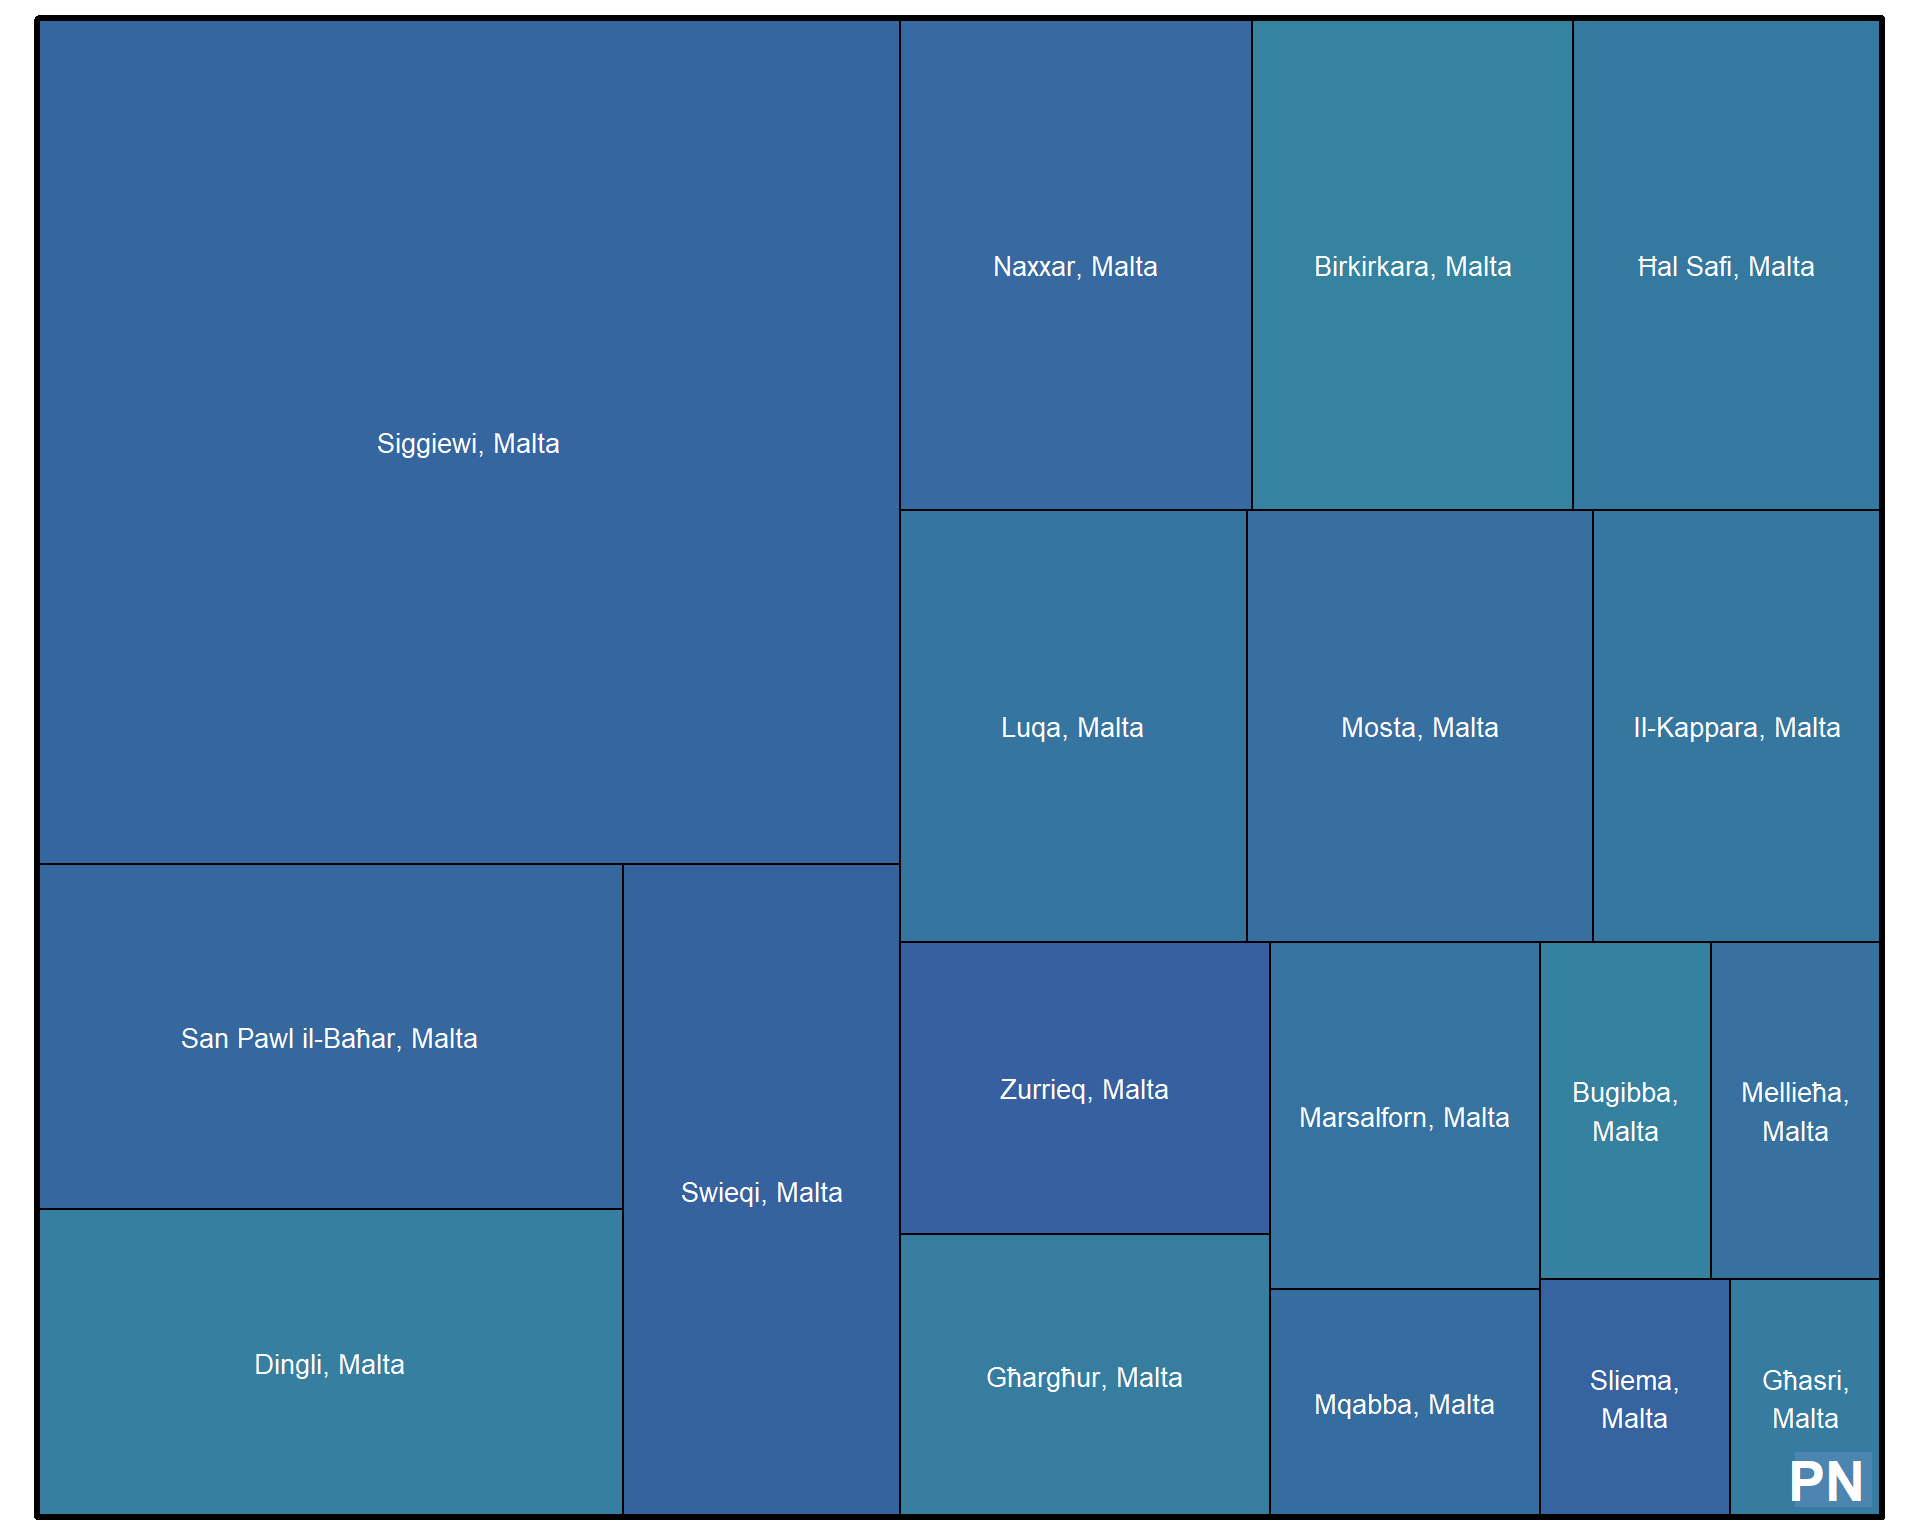 Siggiewi, Malta
Naxxar, Malta
Birkirkara, Malta
Ħal Safi, Malta
Luqa, Malta
Mosta, Malta
Il-Kappara, Malta
San Pawl il-Baħar, Malta
Dingli, Malta
Swieqi, Malta
Zurrieq, Malta
Għargħur, Malta
Marsalforn, Malta
Mqabba, Malta
Bugibba,
Malta
Mellieħa,
Malta
Sliema,
Malta
Għasri,
Malta
PN